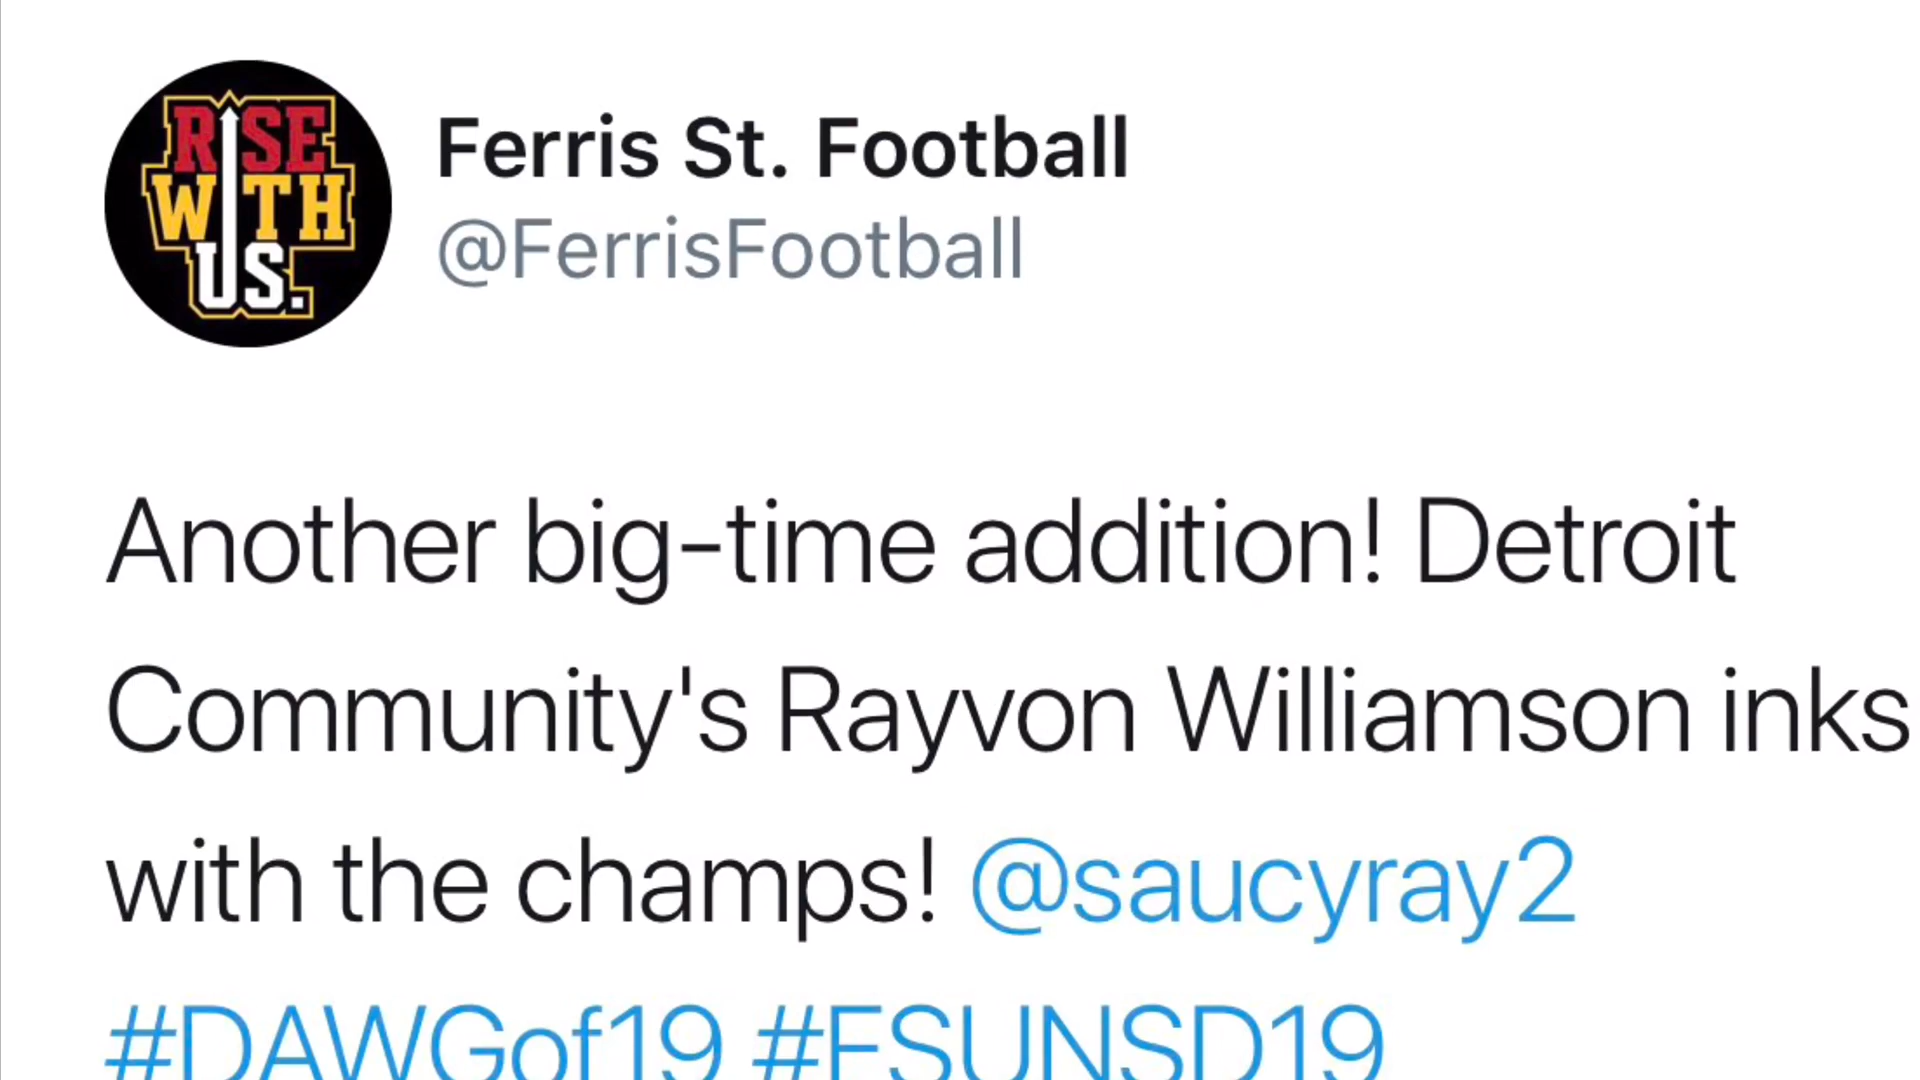 RISE
WITH
US.
Ferris St. Football
@FerrisFootball
Another big-time addition! Detroit
Community's Rayvon Williamson inks
with the champs! @saucyray2
#DAWGof19 #FSUNSD19